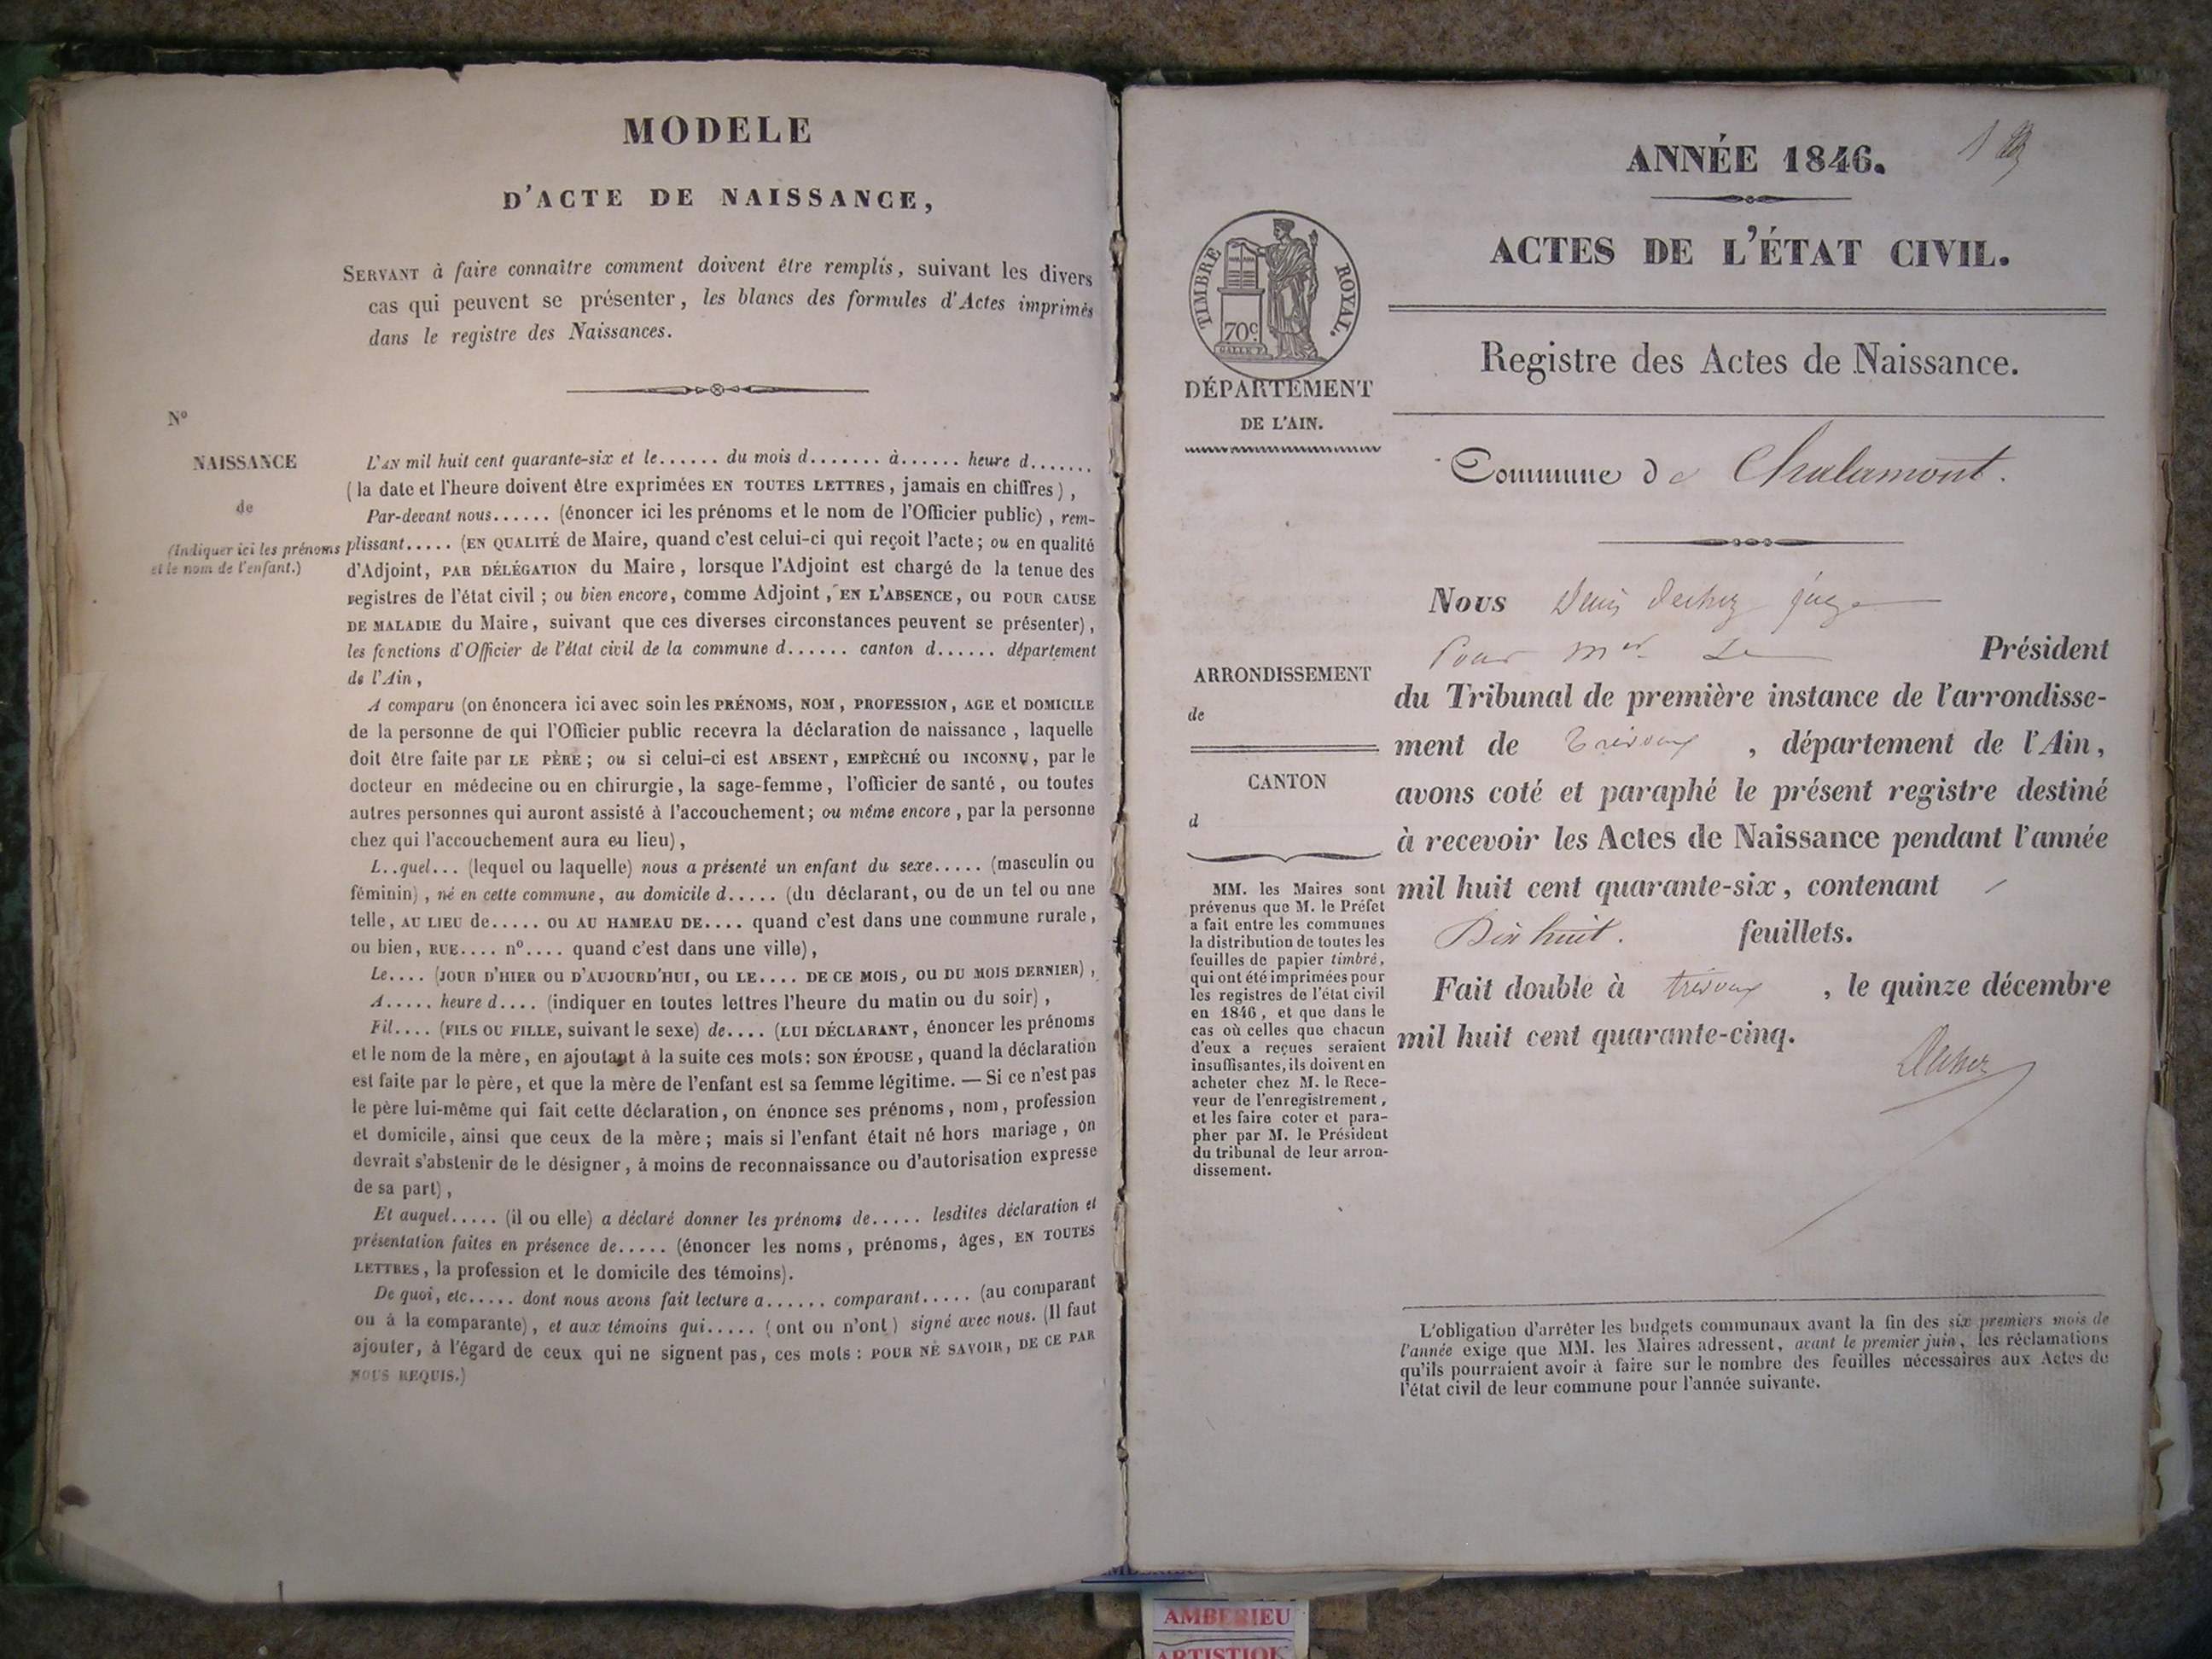 MODELE
D'ACTE DE NAISSANCE,
SERVANT à faire connaître comment doivent être remplis, suivant les divers
cas qui peuvent se présenter, les blancs des formules d'Actes imprimés
dans le registre des Naissances.
N°
NAISSANCE
de
(Indiquer ici les prénoms
et le nom de l'enfant.)
L'AN mil huit cent quarante-six et le...... du mois d....... à...... heure d.......
( la date et l'heure doivent être exprimées EN TOUTES LETTRES, jamais en chiffres ) ,
Par-devant nous...... (énoncer ici les prénoms et le nom de l'Officier public) , rem-
plissant..... (EN QUALITÉ de Maire, quand c'est celui-ci qui reçoit l'acte ; ou en qualité
d'Adjoint, PAR DÉLÉGATION du Maire, lorsque l'Adjoint est chargé de la tenue des
registres de l'état civil ; ou bien encore, comme Adjoint, EN L'ABSENCE, OU POUR CAUSE
DE MALADIE du Maire, suivant que ces diverses circonstances peuvent se présenter),
les fonctions d'Officier de l'état civil de la commune d...... canton d...... département
de l'Ain,
A comparu (on énoncera ici avec soin les PRÉNOMS, NOM, PROFESSION, AGE et DOMICILE
de la personne de qui l'Officier public recevra la déclaration de naissance , laquelle
doit être faite par LE PÈRE ; ou si celui-ci est ABSENT, EMPÊCHÉ OU INCONNU, par le
docteur en médecine ou en chirurgie, la sage-femme, l'officier de santé, ou toutes
autres personnes qui auront assisté à l'accouchement ; ou même encore, par la personne
chez qui l'accouchement aura eu lieu),
L..quel... (lequel ou laquelle) nous a présenté un enfant du sexe..... (masculin ou
féminin), né en cette commune, au domicile d..... (du déclarant, ou de un tel ou une
telle, AU LIEU de..... OU AU HAMEAU DE.... quand c'est dans une commune rurale,
ou bien, RUE.... n°.... quand c'est dans une ville),
Le.... (JOUR D'HIER OU D'AUJOURD'HUI, OU LE.... DE CE MOIS, OU DU MOIS DERNIER),
A..... heure d.... (indiquer en toutes lettres l'heure du matin ou du soir),
Fil.... (FILS OU FILLE, suivant le sexe) de.... (LUI DÉCLARANT, énoncer les prénoms
et le nom de la mère, en ajoutant à la suite ces mots : SON ÉPOUSE, quand la déclaration
est faite par le père, et que la mère de l'enfant est sa femme légitime. — Si ce n'est pas
le père lui-même qui fait cette déclaration, on énonce ses prénoms, nom, profession
et domicile, ainsi que ceux de la mère ; mais si l'enfant était né hors mariage, on
devrait s'abstenir de le désigner, à moins de reconnaissance ou d'autorisation expresse
de sa part),
Et auquel..... (il ou elle) a déclaré donner les prénoms de..... lesdites déclaration et
présentation faites en présence de..... (énoncer les noms, prénoms, âges, EN TOUTES
LETTRES, la profession et le domicile des témoins).
De quoi, etc..... dont nous avons fait lecture a...... comparant..... (au comparant
ou à la comparante), et aux témoins qui..... (ont ou n'ont) signé avec nous. (Il faut
ajouter, à l'égard de ceux qui ne signent pas, ces mots : POUR NE SAVOIR, DE CE PAR
NOUS REQUIS.)
ANNÉE 1846.
1
ACTES DE L'ÉTAT CIVIL.
TIMBRE ROYAL.
70c
DÉPARTEMENT
DE L'AIN.
Registre des Actes de Naissance.
Commune de Chalamont.
ARRONDISSEMENT
de
CANTON
d
MM. les Maires sont
prévenus que M. le Préfet
a fait entre les communes
la distribution de toutes les
feuilles de papier timbré,
qui ont été imprimées pour
les registres de l'état civil
en 1846, et que dans le
cas où celles que chacun
d'eux a reçues seraient
insuffisantes, ils doivent en
acheter chez M. le Rece-
veur de l'enregistrement,
et les faire coter et para-
pher par M. le Président
du tribunal de leur arron-
dissement.
Nous Denis Dechez juge
Pour Mr Le Président
du Tribunal de première instance de l'arrondisse-
ment de Trévoux, département de l'Ain,
avons coté et paraphé le présent registre destiné
à recevoir les Actes de Naissance pendant l'année
mil huit cent quarante-six, contenant
Dix huit. feuillets.
Fait double à trévoux, le quinze décembre
mil huit cent quarante-cinq.
Dechez
L'obligation d'arrêter les budgets communaux avant la fin des six premiers mois de
l'année exige que MM. les Maires adressent, avant le premier juin, les réclamations
qu'ils pourraient avoir à faire sur le nombre des feuilles nécessaires aux Actes de
l'état civil de leur commune pour l'année suivante.
AMBERIEU